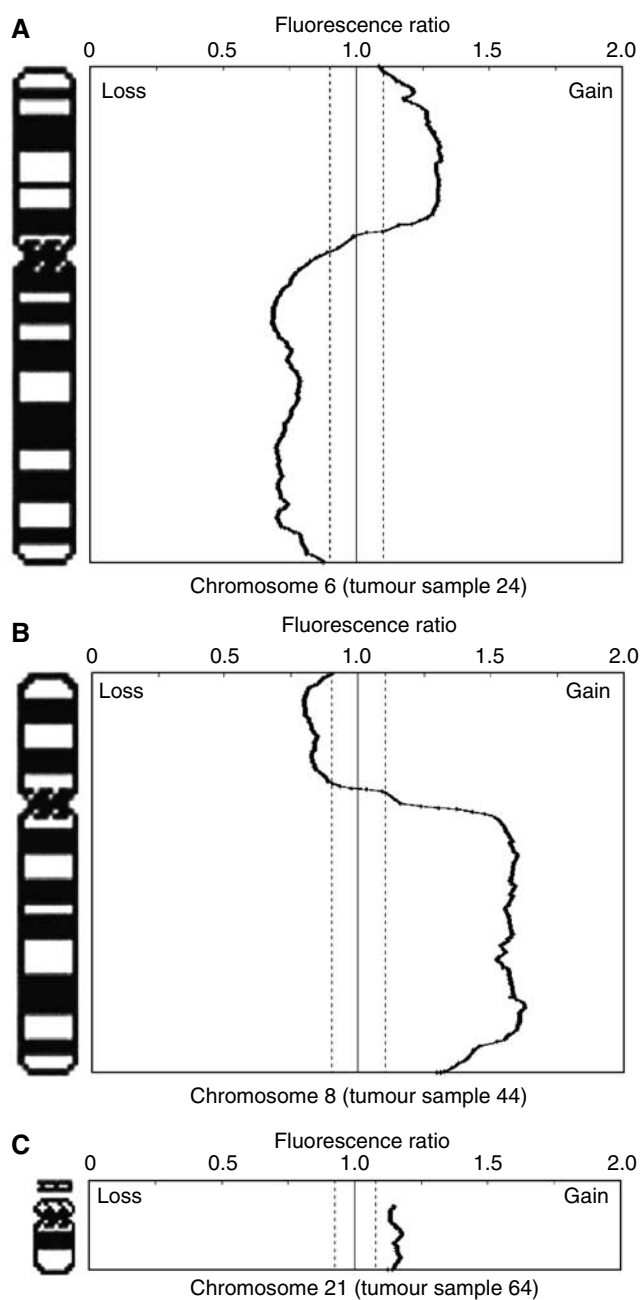 A
Fluorescence ratio
0 0.5 1.0 1.5 2.0
Loss Gain
Chromosome 6 (tumour sample 24)
B
Fluorescence ratio
0 0.5 1.0 1.5 2.0
Loss Gain
Chromosome 8 (tumour sample 44)
C
Fluorescence ratio
0 0.5 1.0 1.5 2.0
Loss Gain
Chromosome 21 (tumour sample 64)